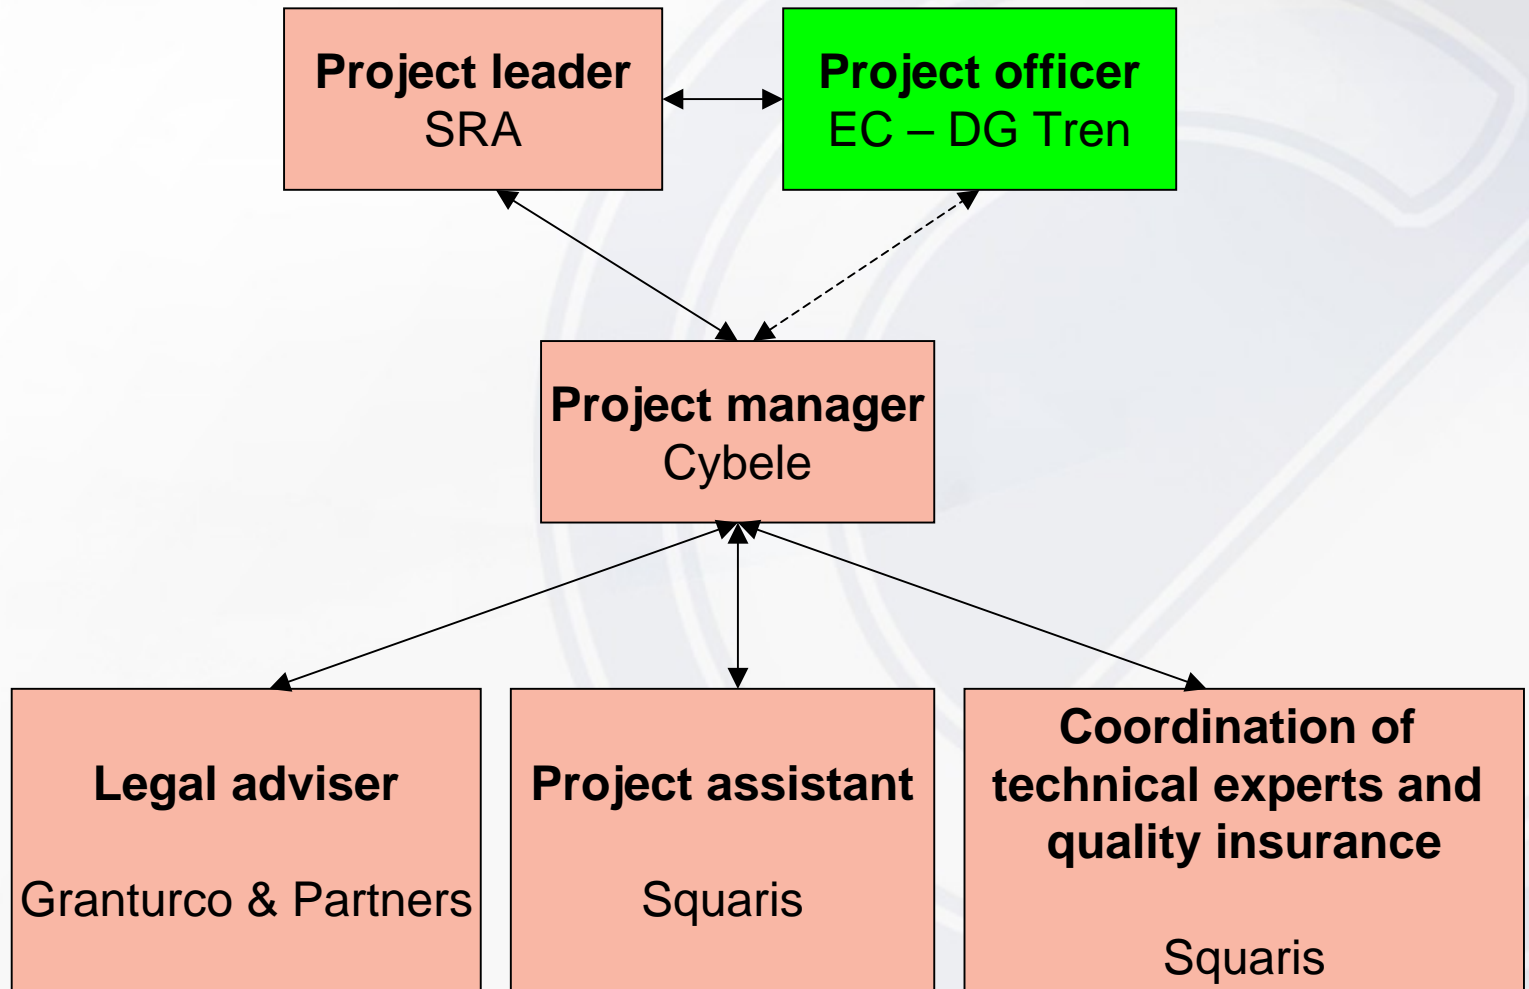 Project leader
SRA
Project officer
EC – DG Tren
Project manager
Cybele
Legal adviser
Granturco & Partners
Project assistant
Squaris
Coordination of
technical experts and
quality insurance
Squaris